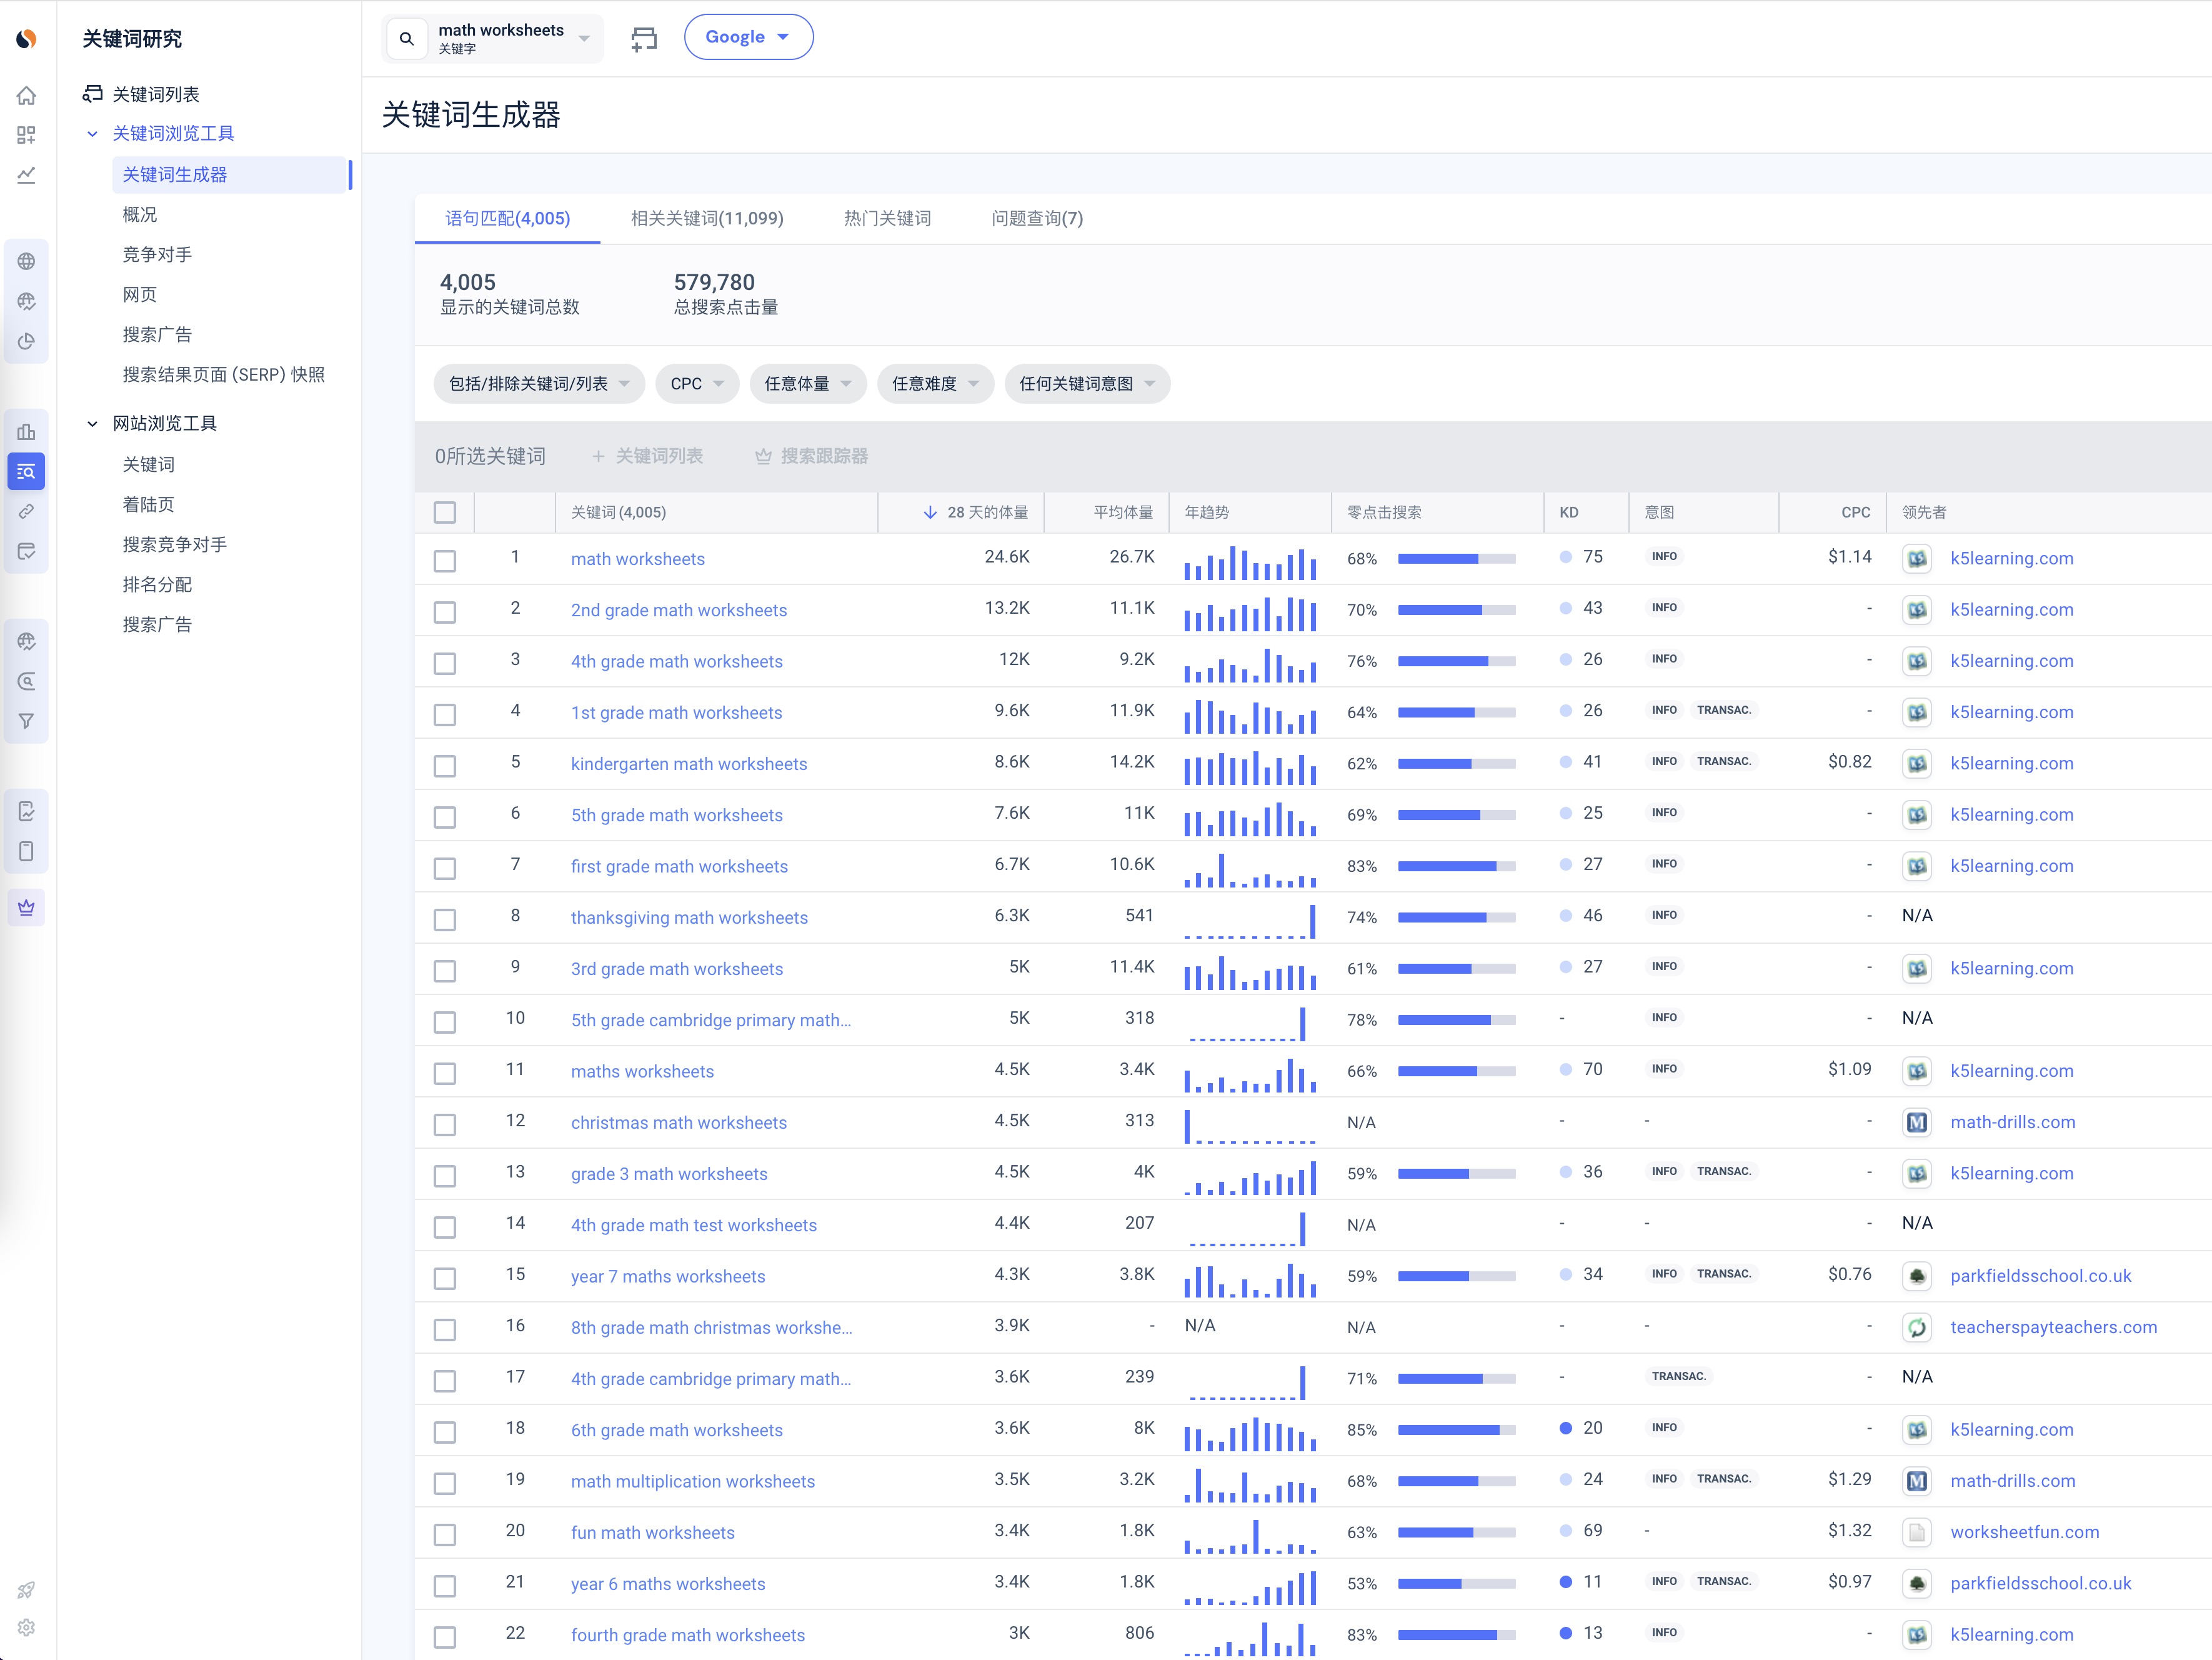 关键词研究
关键词列表
关键词浏览工具
关键词生成器
概况
竞争对手
网页
搜索广告
搜索结果页面 (SERP) 快照
网站浏览工具
关键词
着陆页
搜索竞争对手
排名分配
搜索广告
math worksheets
关键字
Google
关键词生成器
语句匹配(4,005) 相关关键词(11,099) 热门关键词 问题查询(7)
4,005 579,780
显示的关键词总数 总搜索点击量
包括/排除关键词/列表 CPC 任意体量 任意难度 任何关键词意图
0所选关键词 + 关键词列表 搜索跟踪器
关键词 (4,005) 28 天的体量 平均体量 年趋势 零点击搜索 KD 意图 CPC 领先者
1 math worksheets 24.6K 26.7K 68% 75 INFO $1.14 k5learning.com
2 2nd grade math worksheets 13.2K 11.1K 70% 43 INFO - k5learning.com
3 4th grade math worksheets 12K 9.2K 76% 26 INFO - k5learning.com
4 1st grade math worksheets 9.6K 11.9K 64% 26 INFO TRANSAC. - k5learning.com
5 kindergarten math worksheets 8.6K 14.2K 62% 41 INFO TRANSAC. $0.82 k5learning.com
6 5th grade math worksheets 7.6K 11K 69% 25 INFO - k5learning.com
7 first grade math worksheets 6.7K 10.6K 83% 27 INFO - k5learning.com
8 thanksgiving math worksheets 6.3K 541 74% 46 INFO - N/A
9 3rd grade math worksheets 5K 11.4K 61% 27 INFO - k5learning.com
10 5th grade cambridge primary math... 5K 318 78% - INFO - N/A
11 maths worksheets 4.5K 3.4K 66% 70 INFO $1.09 k5learning.com
12 christmas math worksheets 4.5K 313 N/A - - - math-drills.com
13 grade 3 math worksheets 4.5K 4K 59% 36 INFO TRANSAC. - k5learning.com
14 4th grade math test worksheets 4.4K 207 N/A - - - N/A
15 year 7 maths worksheets 4.3K 3.8K 59% 34 INFO TRANSAC. $0.76 parkfieldsschool.co.uk
16 8th grade math christmas workshe... 3.9K - N/A N/A - - - teacherspayteachers.com
17 4th grade cambridge primary math... 3.6K 239 71% - TRANSAC. - N/A
18 6th grade math worksheets 3.6K 8K 85% 20 INFO - k5learning.com
19 math multiplication worksheets 3.5K 3.2K 68% 24 INFO TRANSAC. $1.29 math-drills.com
20 fun math worksheets 3.4K 1.8K 63% 69 - $1.32 worksheetfun.com
21 year 6 maths worksheets 3.4K 1.8K 53% 11 INFO TRANSAC. $0.97 parkfieldsschool.co.uk
22 fourth grade math worksheets 3K 806 83% 13 INFO - k5learning.com